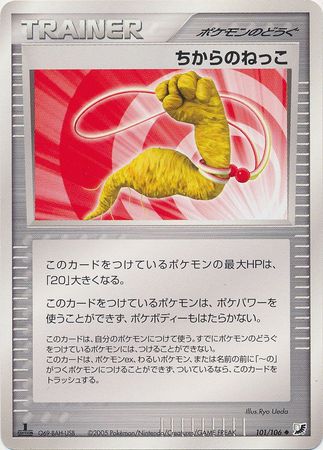 TRAINER
ポケモンのどうぐ
ちからのねっこ
このカードをつけているポケモンの最大HPは、
「20」大きくなる。
このカードをつけているポケモンは、ポケパワーを
使うことができず、ポケボディーもはたらかない。
このカードは、自分のポケモンにつけて使う。すでにポケモンのどうぐ
をつけているポケモンには、つけることができない。
このカードは、ポケモンex、わるいポケモン、または名前の前に「〜の」
がつくポケモンにつけることはできない。つけているなら、このカードを
トラッシュする。
Illus.Ryo Ueda
1 EDITION 069 BAH-USB ©2005 Pokémon/Nintendo/Creatures/GAME FREAK 101/106 ◆